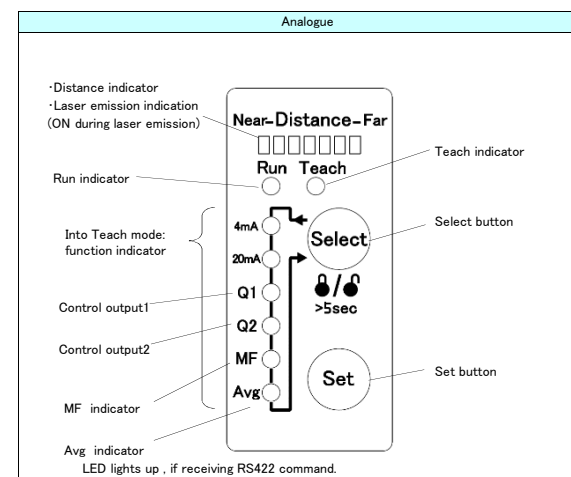 Analogue
・Distance indicator
・Laser emission indication
(ON during laser emission)
Near-Distance-Far
Run Teach
Teach indicator
Run indicator
Into Teach mode:
function indicator
4mA
Select
Select button
20mA
>5sec
Q1
Control output1
Q2
Control output2
MF
Set
Set button
Avg
MF indicator
Avg indicator
LED lights up , if receiving RS422 command.